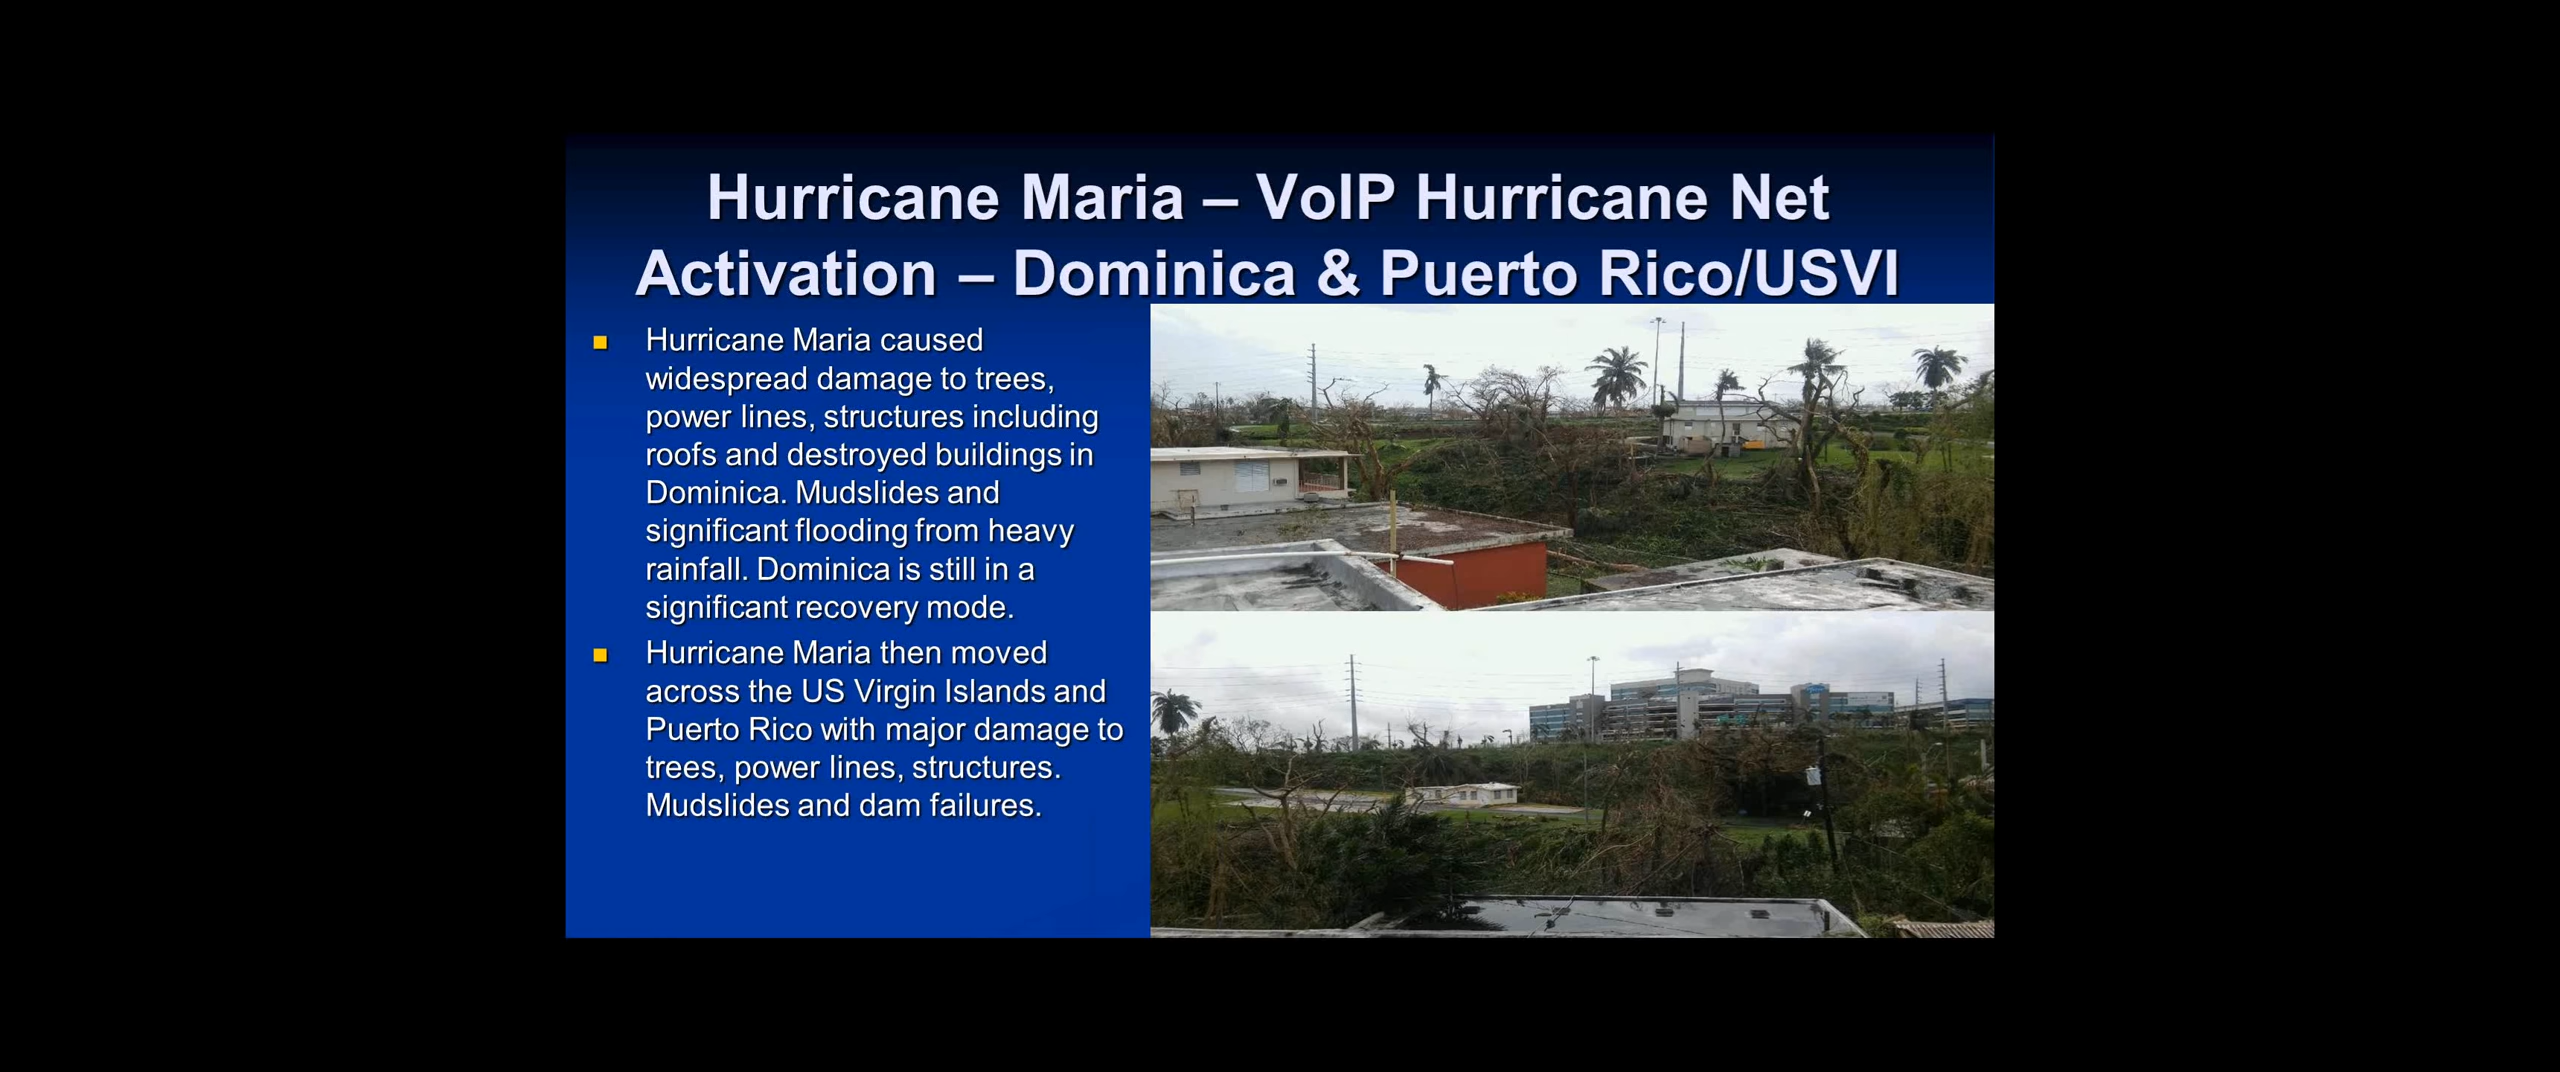 Hurricane Maria – VoIP Hurricane Net
Activation – Dominica & Puerto Rico/USVI
Hurricane Maria caused
widespread damage to trees,
power lines, structures including
roofs and destroyed buildings in
Dominica. Mudslides and
significant flooding from heavy
rainfall. Dominica is still in a
significant recovery mode.
Hurricane Maria then moved
across the US Virgin Islands and
Puerto Rico with major damage to
trees, power lines, structures.
Mudslides and dam failures.